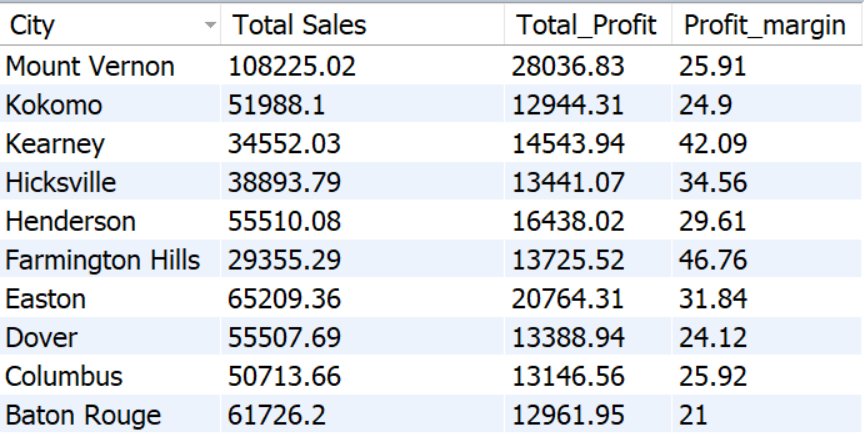 City Total Sales Total_Profit Profit_margin
Mount Vernon 108225.02 28036.83 25.91
Kokomo 51988.1 12944.31 24.9
Kearney 34552.03 14543.94 42.09
Hicksville 38893.79 13441.07 34.56
Henderson 55510.08 16438.02 29.61
Farmington Hills 29355.29 13725.52 46.76
Easton 65209.36 20764.31 31.84
Dover 55507.69 13388.94 24.12
Columbus 50713.66 13146.56 25.92
Baton Rouge 61726.2 12961.95 21